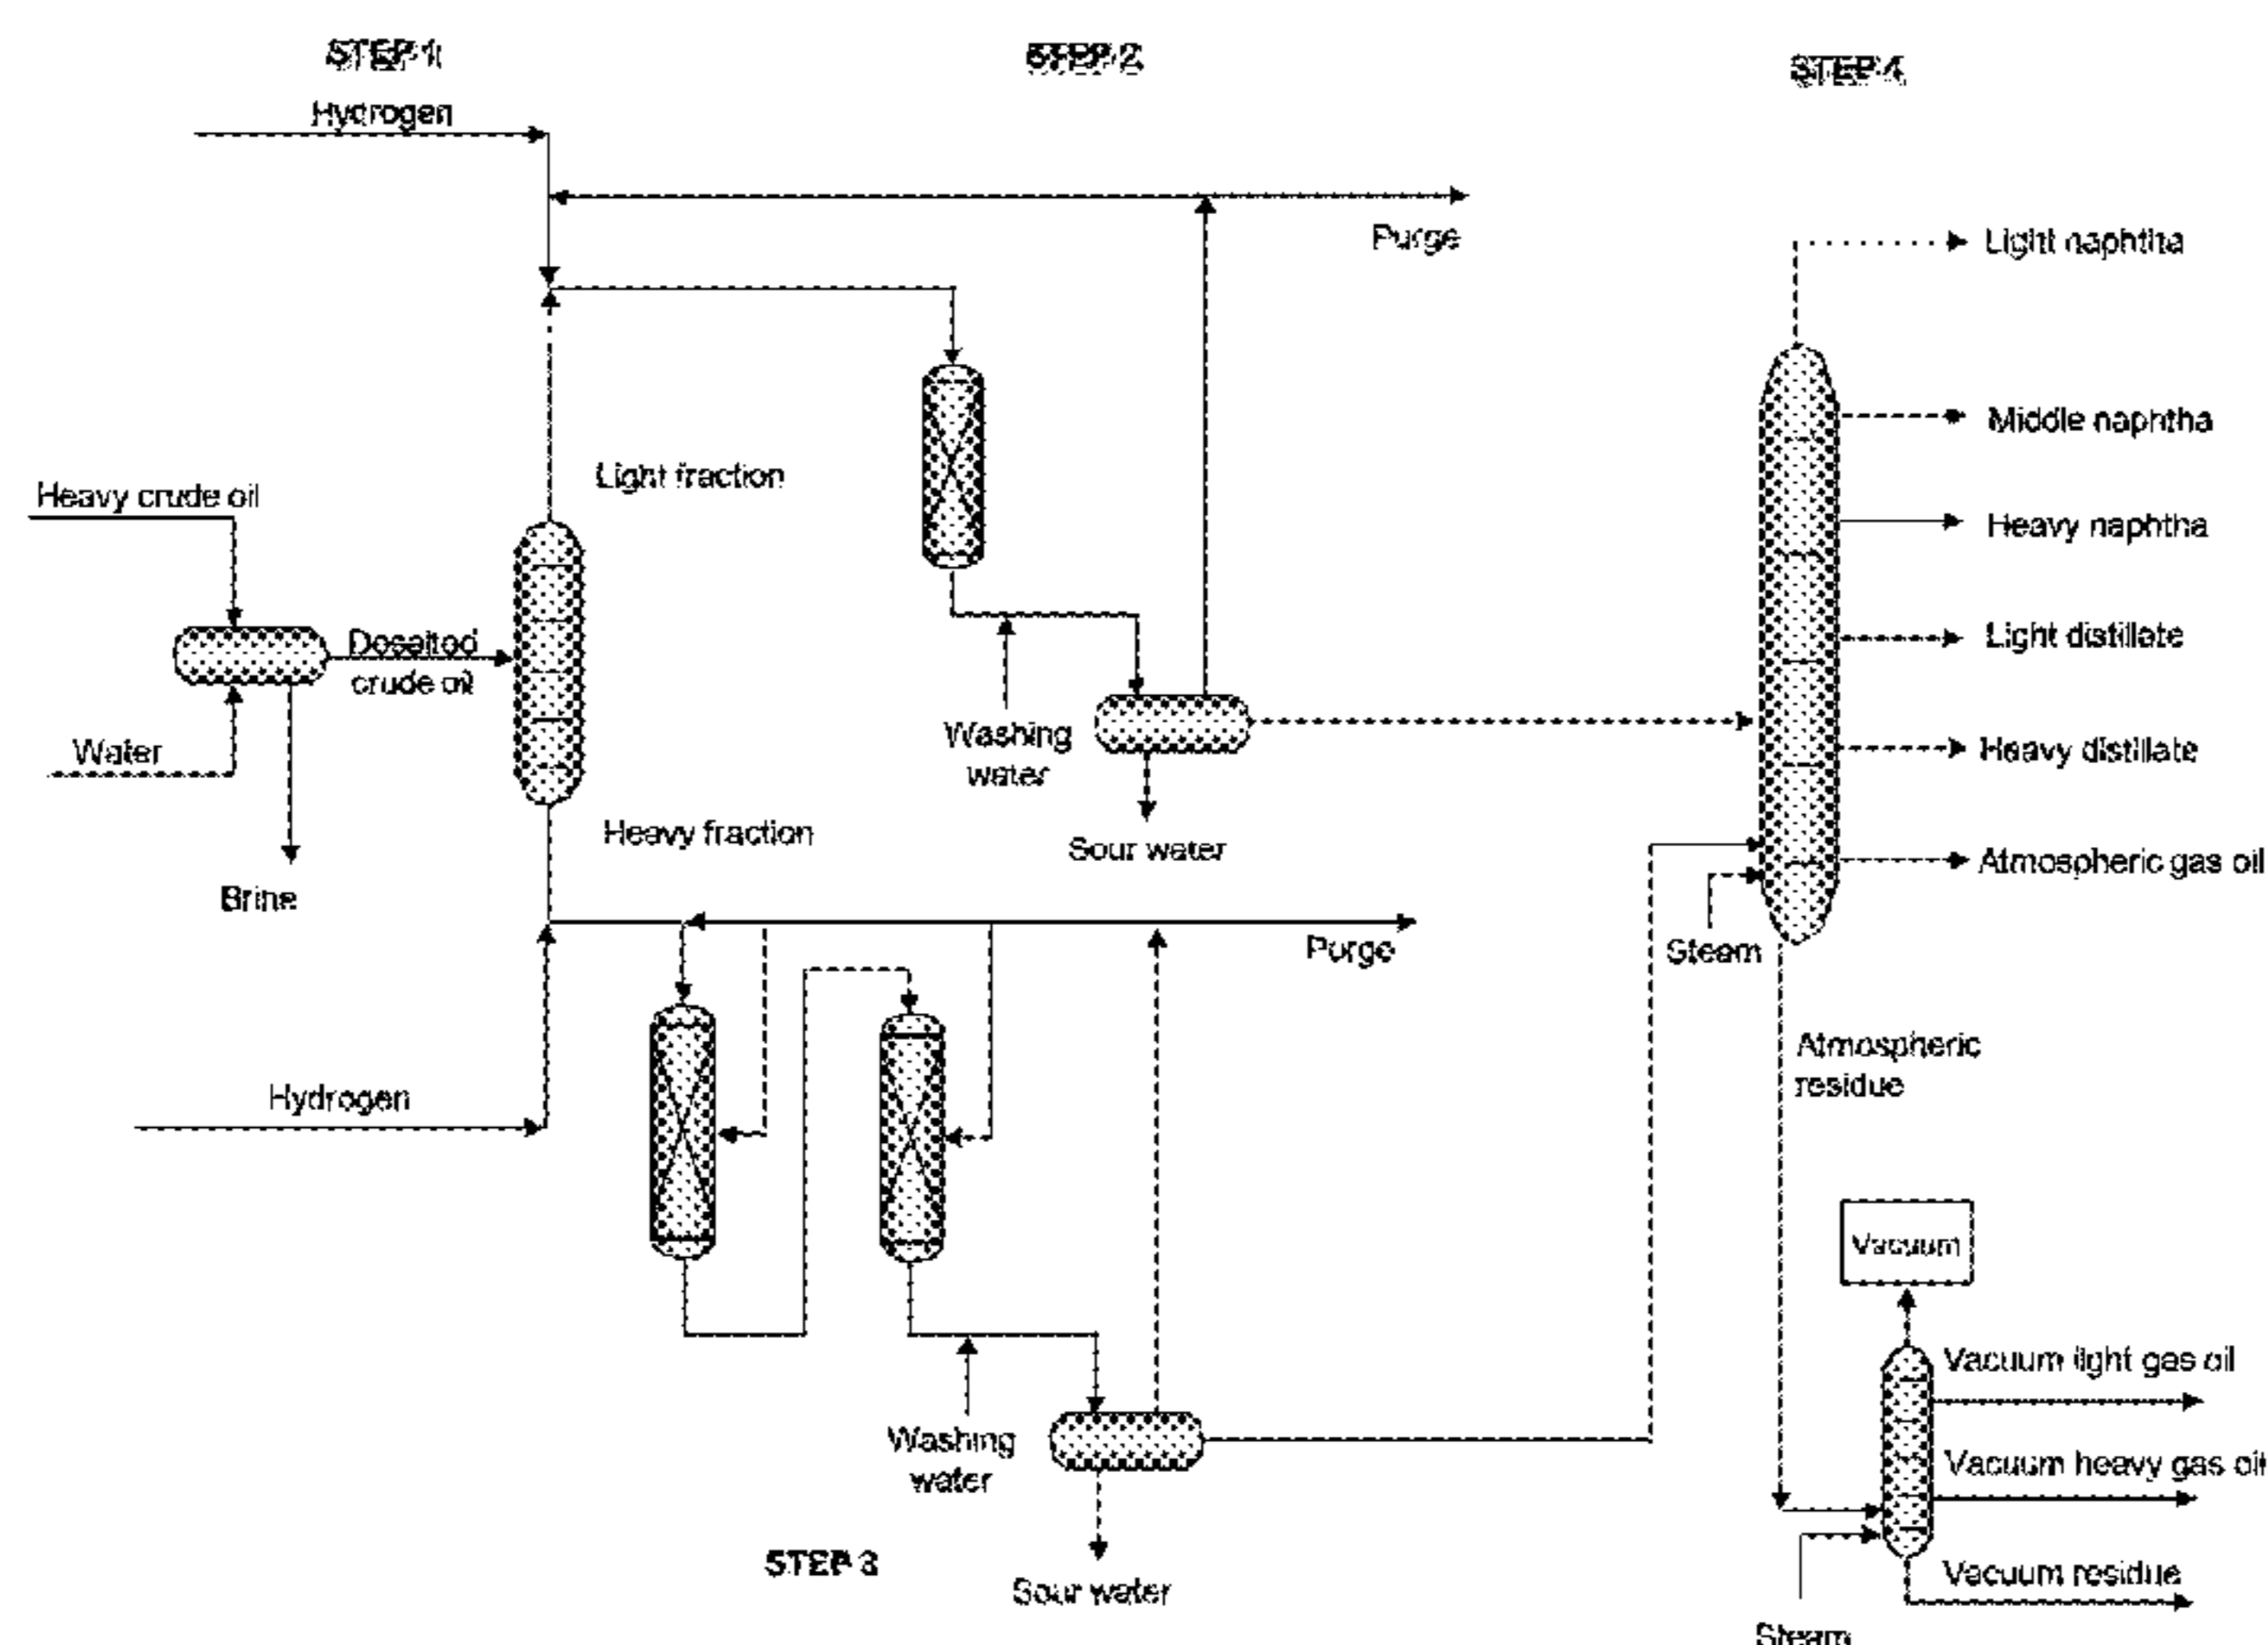 STEP 1
STEP 2
STEP 4
Hydrogen
Purge
Light naphtha
Middle naphtha
Light fraction
Heavy crude oil
Heavy naphtha
Desalted
crude oil
Light distillate
Washing
water
Water
Heavy distillate
Heavy fraction
Sour water
Atmospheric gas oil
Brine
Purge
Steam
Atmospheric
residue
Hydrogen
Vacuum
Vacuum light gas oil
Washing
water
Vacuum heavy gas oil
STEP 3
Sour water
Vacuum residue
Steam